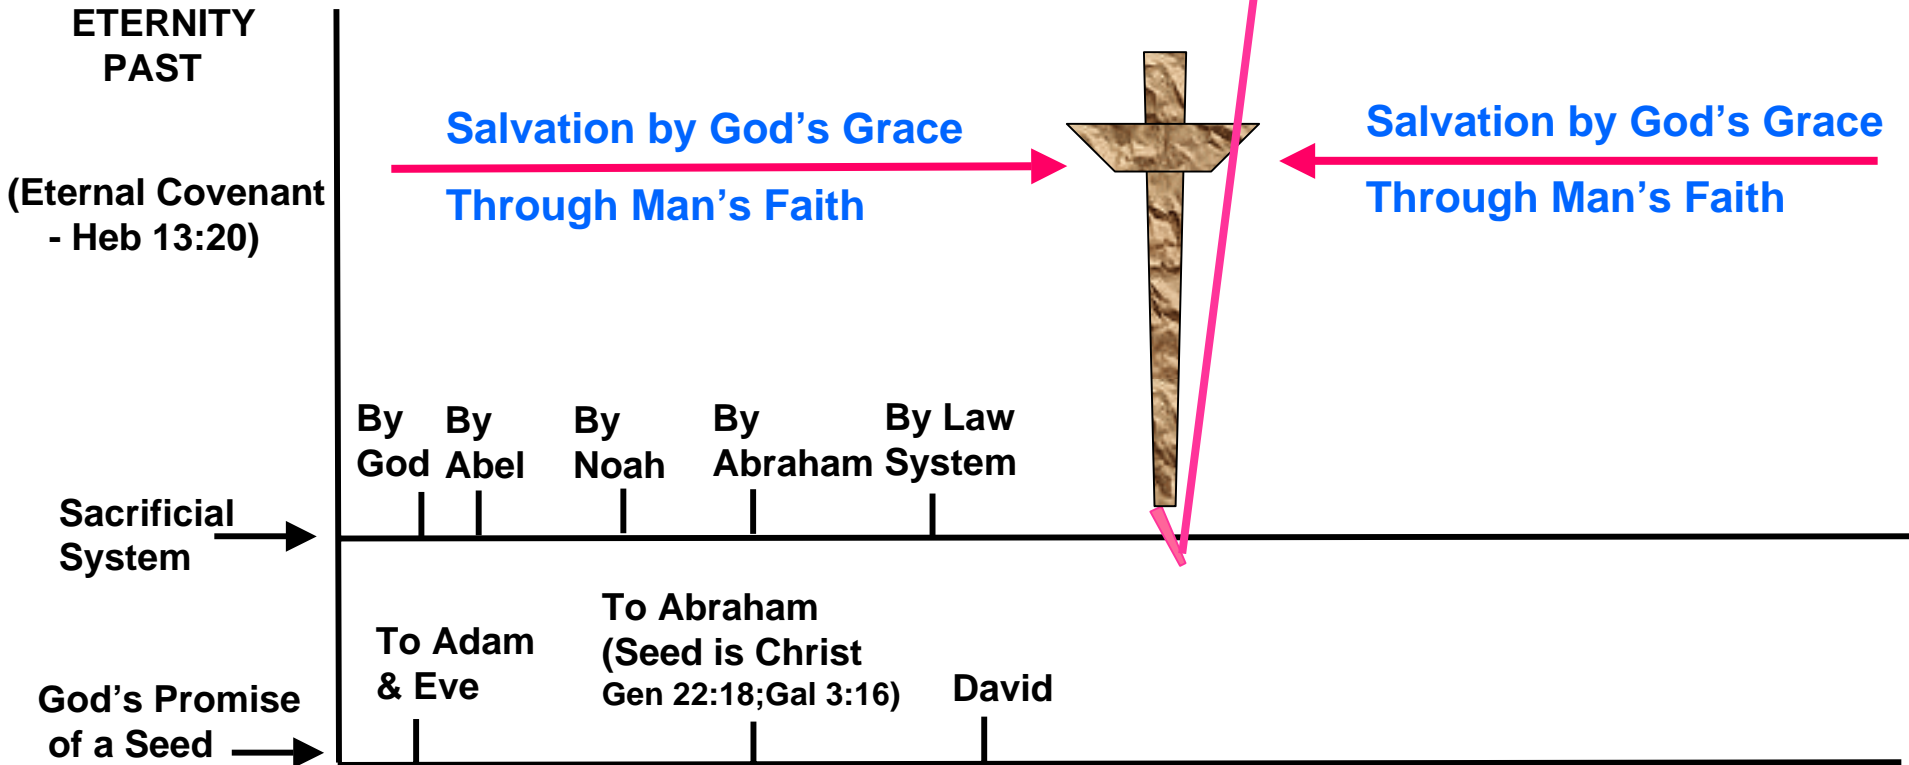 ETERNITY
PAST
(Eternal Covenant
- Heb 13:20)
Salvation by God's Grace
Through Man's Faith
Salvation by God's Grace
Through Man's Faith
Sacrificial
System
By
God
By
Abel
By
Noah
By
Abraham
By Law
System
God's Promise
of a Seed
To Adam
& Eve
To Abraham
(Seed is Christ
Gen 22:18;Gal 3:16)
David